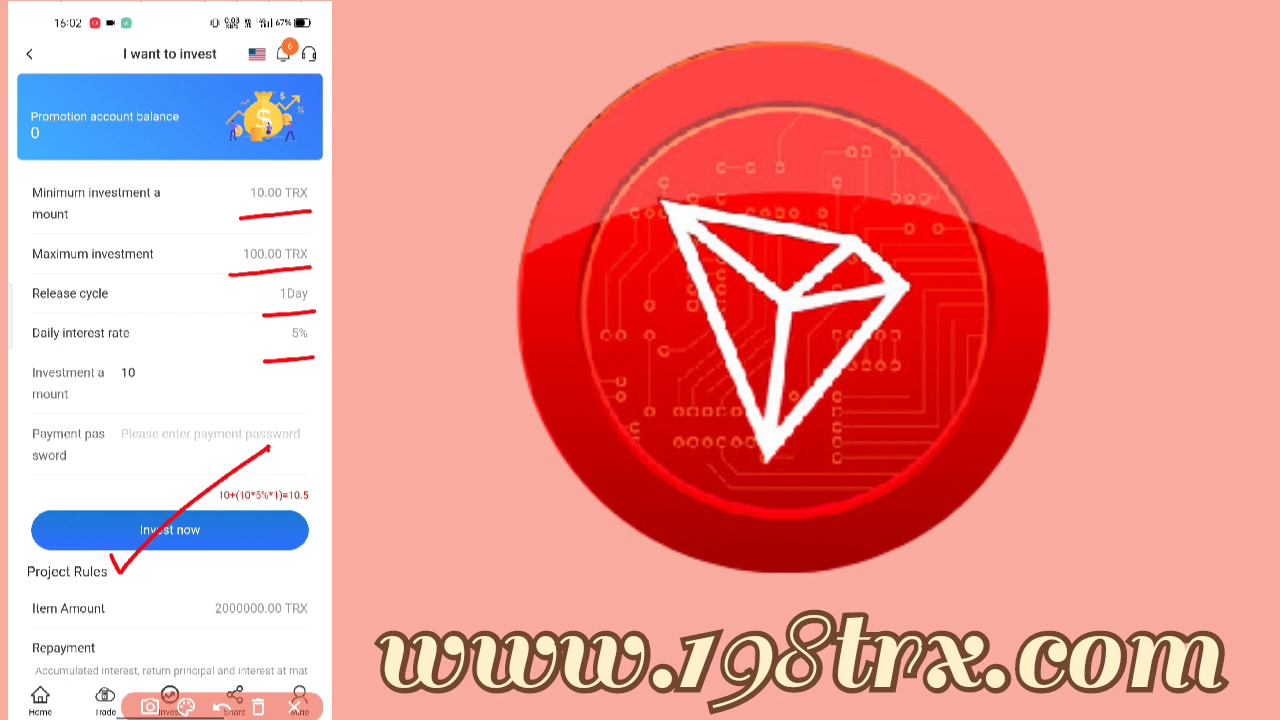 16:02 67%
I want to invest
6
Promotion account balance
0
Minimum investment a
mount
10.00 TRX
Maximum investment 100.00 TRX
Release cycle 1Day
Daily interest rate 5%
Investment a
mount
10
Payment pas
sword
Please enter payment password
10+(10*5%*1)=10.5
Invest now
Project Rules
Item Amount 2000000.00 TRX
Repayment
Accumulated interest, return principal and interest at mat
Home Trade
www.198trx.com